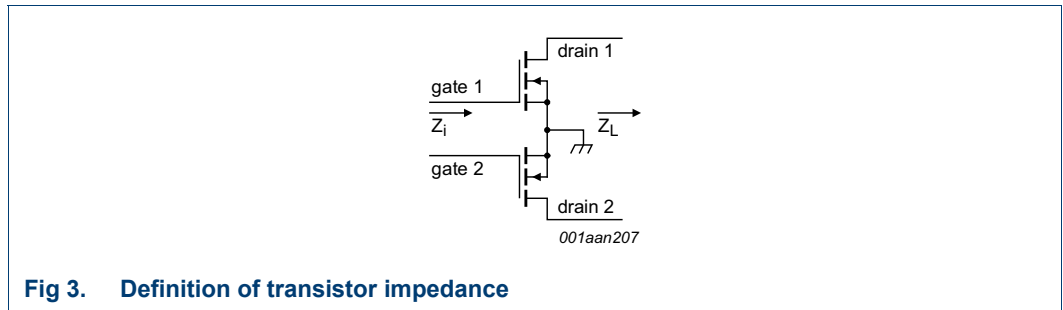 drain 1
gate 1
Zi
ZL
gate 2
drain 2
001aan207
Fig 3. Definition of transistor impedance